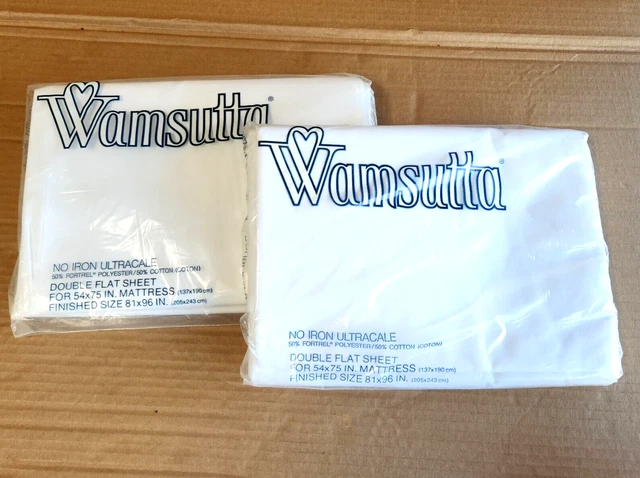 Wamsutta®
NO IRON ULTRACALE
50% FORTREL® POLYESTER/50% COTTON (COTON)
DOUBLE FLAT SHEET
FOR 54x75 IN. MATTRESS (137x190 cm)
FINISHED SIZE 81x96 IN. (205x243 cm)
Wamsutta®
NO IRON ULTRACALE
50% FORTREL® POLYESTER/50% COTTON (COTON)
DOUBLE FLAT SHEET
FOR 54x75 IN. MATTRESS (137x190 cm)
FINISHED SIZE 81x96 IN. (205x243 cm)